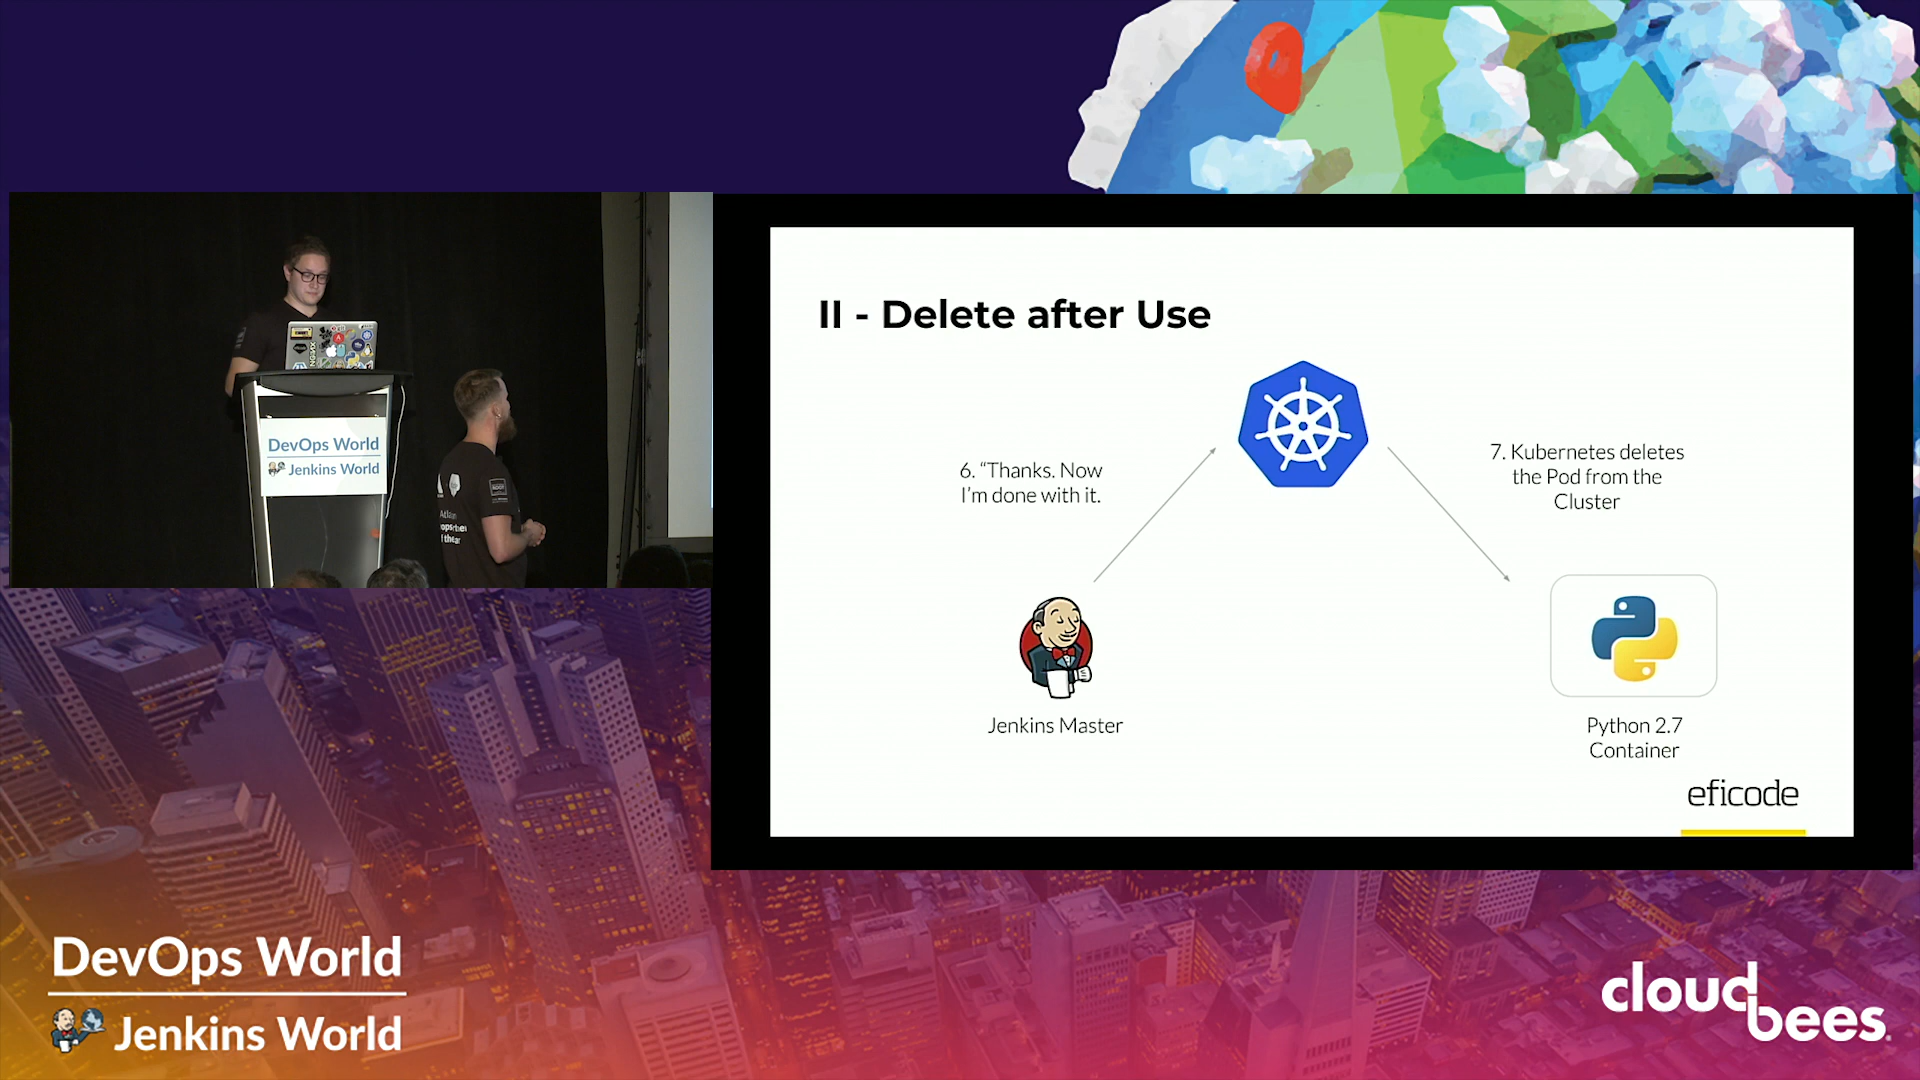 II - Delete after Use
6. “Thanks. Now
I’m done with it.
7. Kubernetes deletes
the Pod from the
Cluster
Jenkins Master
Python 2.7
Container
eficode
DevOps World
Jenkins World
NGINX
DevOps World
Jenkins World
cloudbees